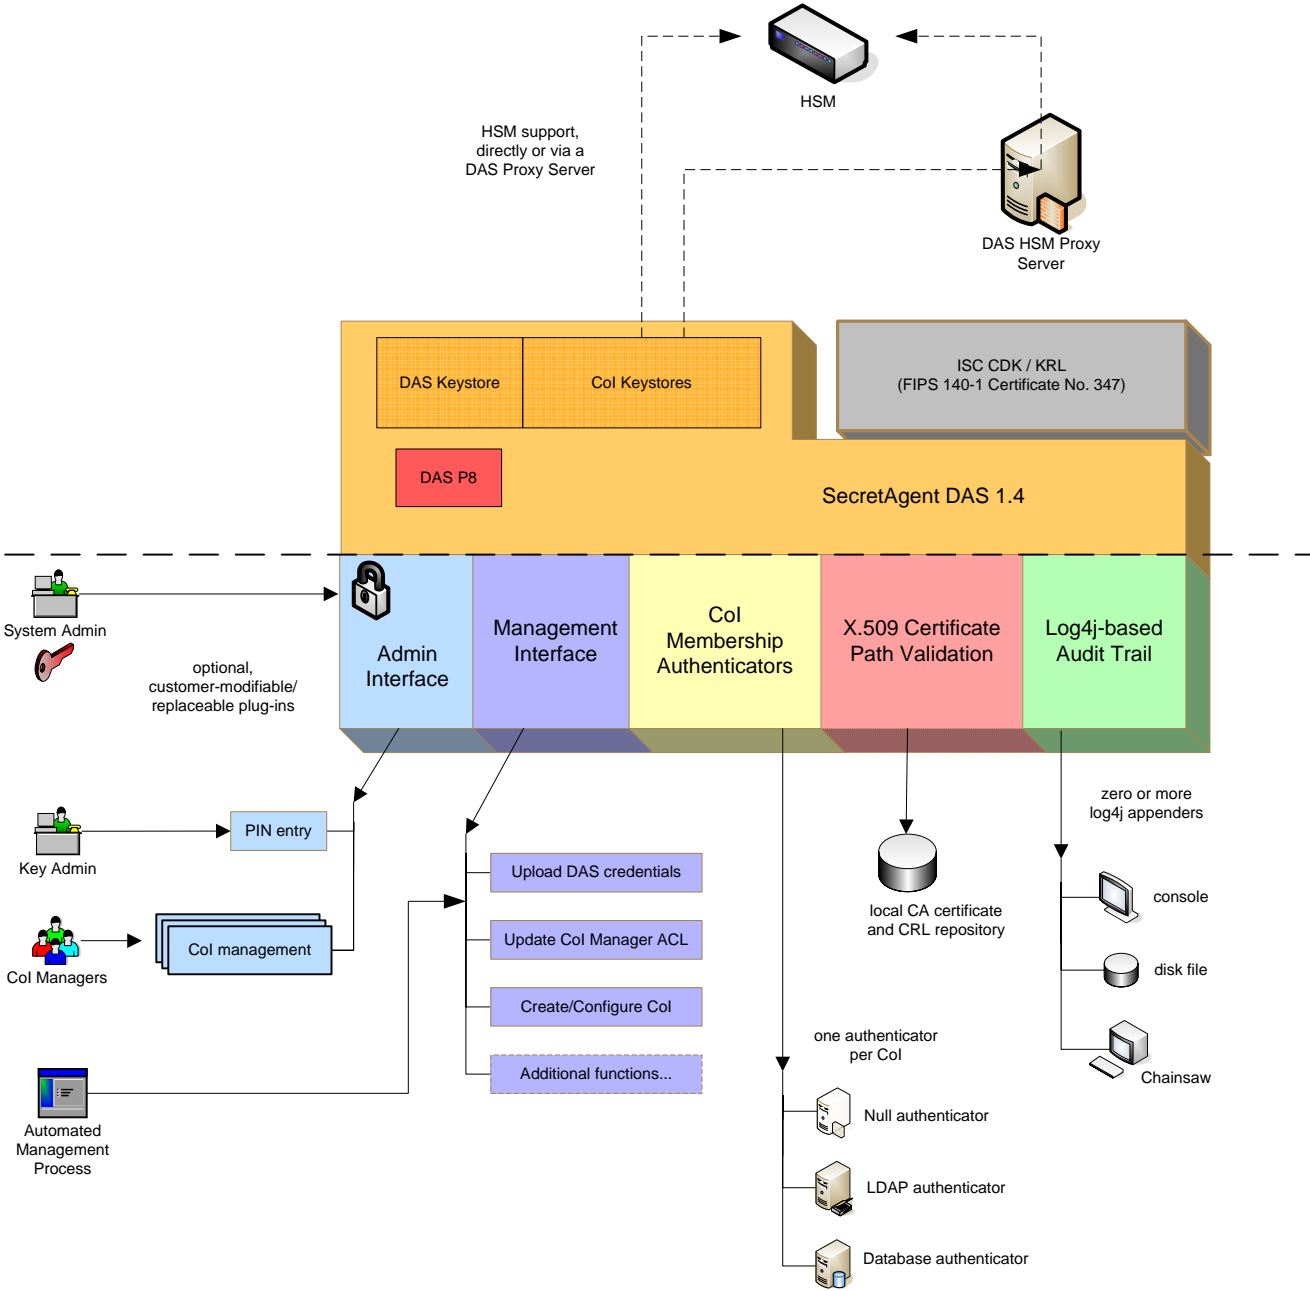 HSM
HSM support,
directly or via a
DAS Proxy Server
DAS HSM Proxy
Server
DAS Keystore
CoI Keystores
ISC CDK / KRL
(FIPS 140-1 Certificate No. 347)
DAS P8
SecretAgent DAS 1.4
System Admin
optional,
customer-modifiable/
replaceable plug-ins
Admin
Interface
Management
Interface
CoI
Membership
Authenticators
X.509 Certificate
Path Validation
Log4j-based
Audit Trail
Key Admin
PIN entry
CoI Managers
CoI management
Automated
Management
Process
Upload DAS credentials
Update CoI Manager ACL
Create/Configure CoI
Additional functions...
local CA certificate
and CRL repository
zero or more
log4j appenders
console
disk file
Chainsaw
one authenticator
per CoI
Null authenticator
LDAP authenticator
Database authenticator